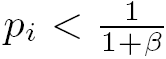 p_i < \frac{1}{1+\beta}